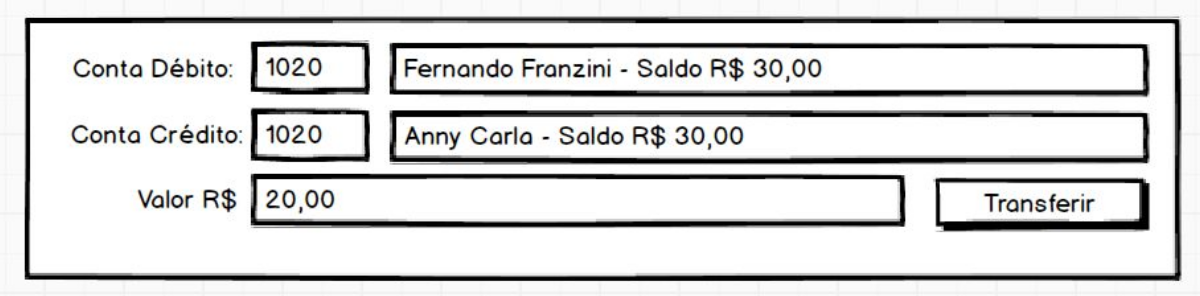 Conta Débito: 1020 Fernando Franzini - Saldo R$ 30,00
Conta Crédito: 1020 Anny Carla - Saldo R$ 30,00
Valor R$ 20,00 Transferir